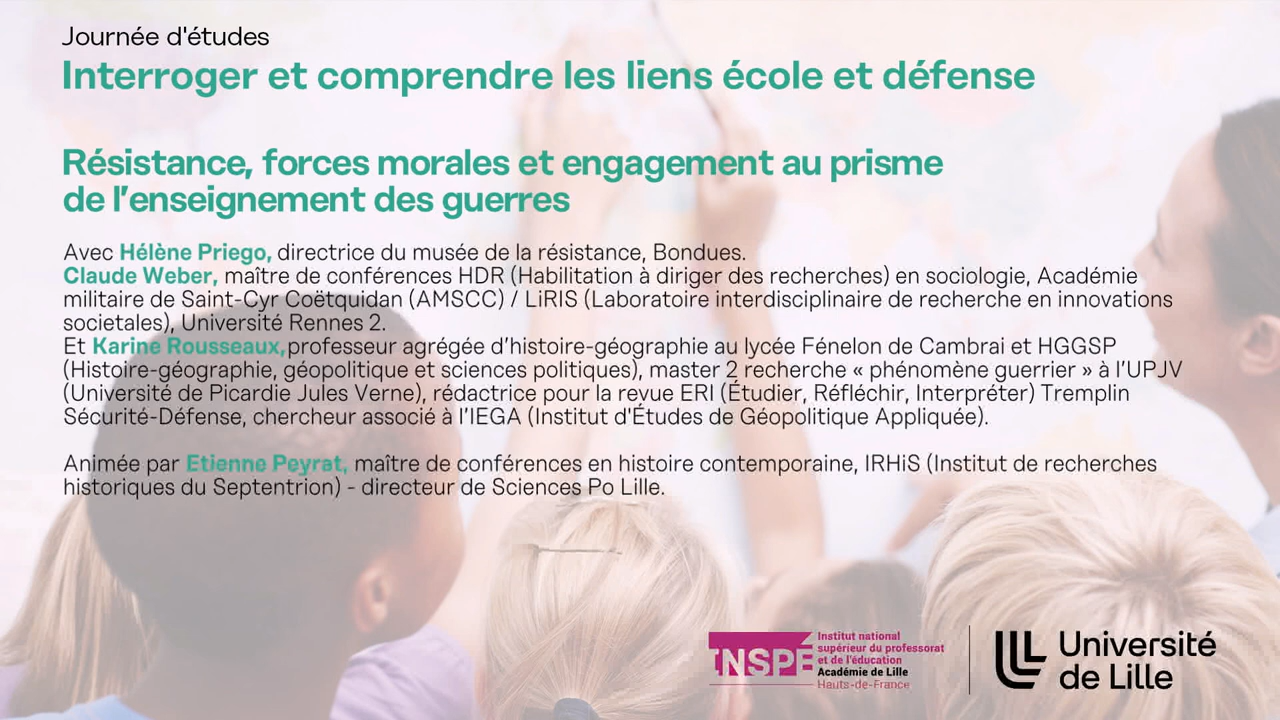 Journée d'études
Interroger et comprendre les liens école et défense
Résistance, forces morales et engagement au prisme
de l’enseignement des guerres
Avec Hélène Priego, directrice du musée de la résistance, Bondues.
Claude Weber, maître de conférences HDR (Habilitation à diriger des recherches) en sociologie, Académie
militaire de Saint-Cyr Coëtquidan (AMSCC) / LiRIS (Laboratoire interdisciplinaire de recherche en innovations
societales), Université Rennes 2.
Et Karine Rousseaux,professeur agrégée d’histoire-géographie au lycée Fénelon de Cambrai et HGGSP
(Histoire-géographie, géopolitique et sciences politiques), master 2 recherche « phénomène guerrier » à l’UPJV
(Université de Picardie Jules Verne), rédactrice pour la revue ERI (Étudier, Réfléchir, Interpréter) Tremplin
Sécurité-Défense, chercheur associé à l’IEGA (Institut d'Études de Géopolitique Appliquée).
Animée par Etienne Peyrat, maître de conférences en histoire contemporaine, IRHiS (Institut de recherches
historiques du Septentrion) - directeur de Sciences Po Lille.
INSPÉ
Institut national
supérieur du professorat
et de l'éducation
Académie de Lille
Hauts-de-France
Université
de Lille